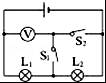 V S₂
S₁
L₁ L₂